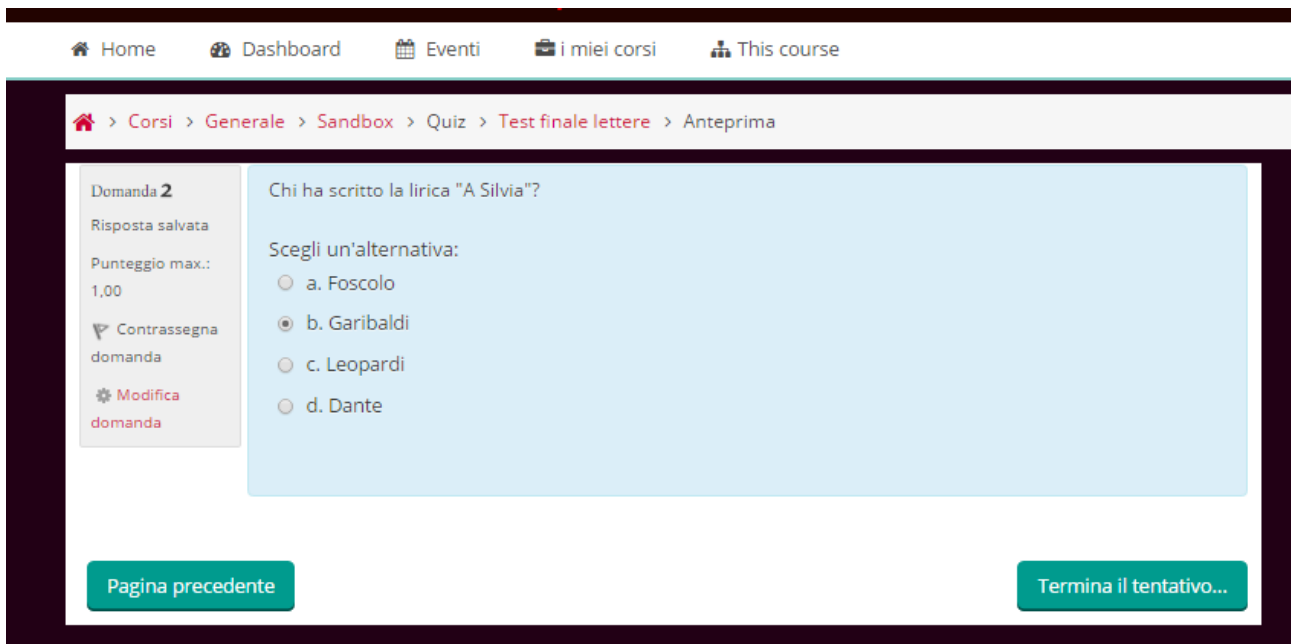 Home Dashboard Eventi i miei corsi This course
> Corsi > Generale > Sandbox > Quiz > Test finale lettere > Anteprima
Domanda 2
Risposta salvata
Punteggio max.:
1,00
Contrassegna
domanda
Modifica
domanda
Chi ha scritto la lirica "A Silvia"?
Scegli un'alternativa:
a. Foscolo
b. Garibaldi
c. Leopardi
d. Dante
Pagina precedente
Termina il tentativo...